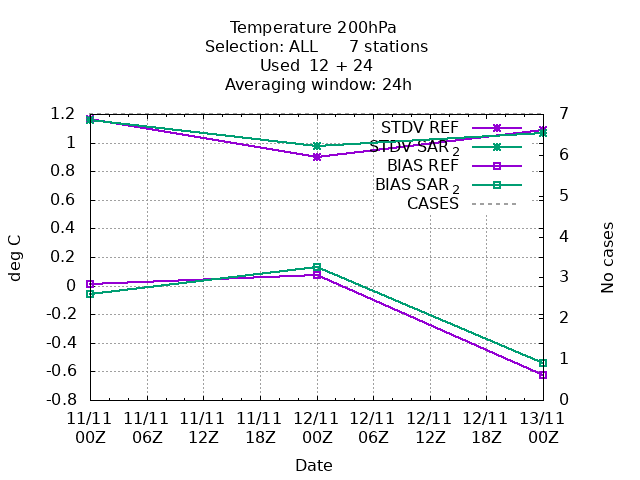 Temperature 200hPa
Selection: ALL 7 stations
Used 12 + 24
Averaging window: 24h
1.2
1
0.8
0.6
0.4
0.2
0
-0.2
-0.4
-0.6
-0.8
deg C
7
6
5
4
3
2
1
0
No cases
STDV REF
STDV SAR2
BIAS REF
BIAS SAR2
CASES
11/11 11/11 11/11 11/11 12/11 12/11 12/11 12/11 13/11
00Z 06Z 12Z 18Z 00Z 06Z 12Z 18Z 00Z
Date